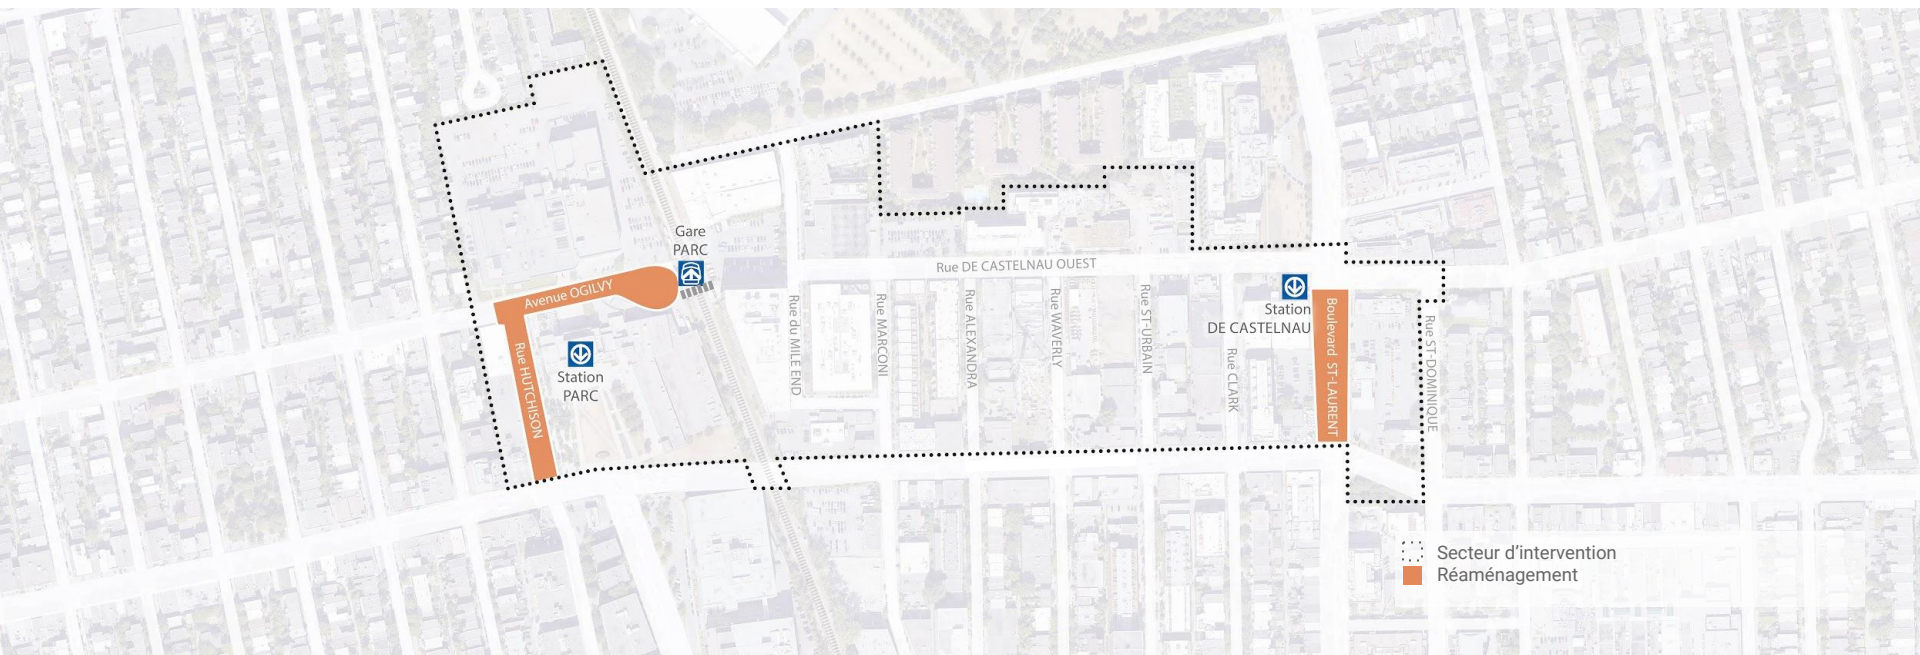 Gare
PARC
Avenue OGILVY
Rue HUTCHISON
Station
PARC
Rue DE CASTELNAU OUEST
Rue du MILE END
Rue MARCONI
Rue ALEXANDRA
Rue WAVERLY
Rue ST-URBAIN
Rue CLARK
Station
DE CASTELNAU
Boulevard ST-LAURENT
Rue ST-DOMINIQUE
Secteur d'intervention
Réaménagement